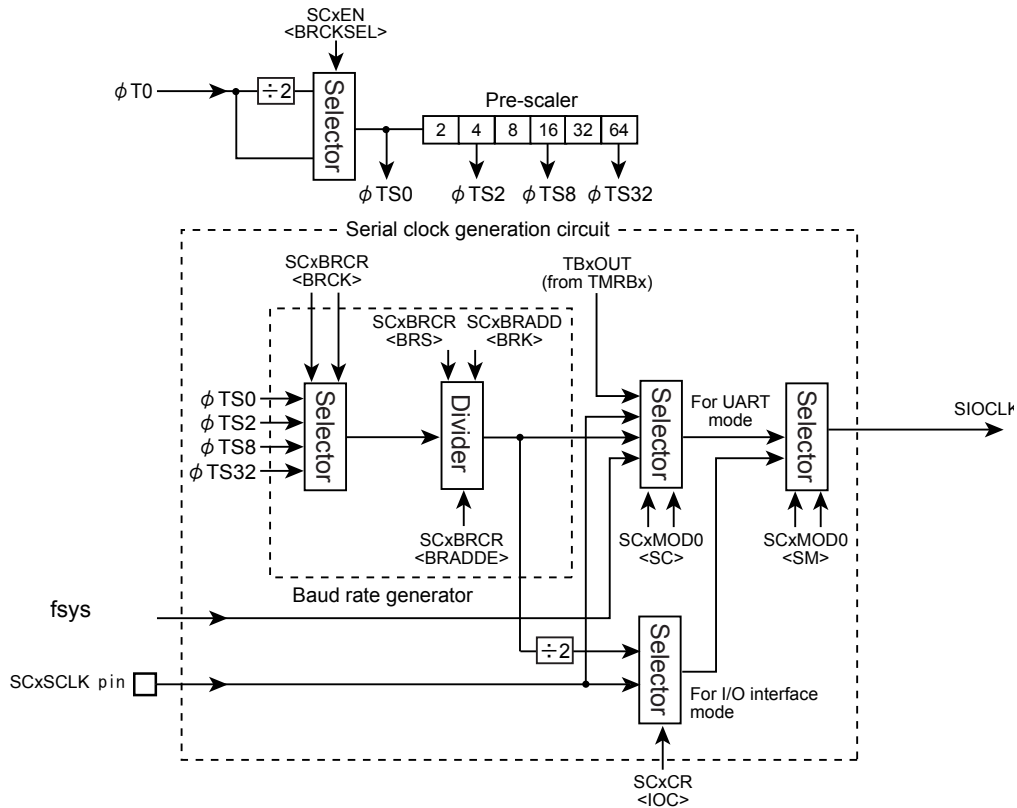 SCxEN
<BRCKSEL>
ϕT0
÷2
Selector
Pre-scaler
2 4 8 16 32 64
ϕTS0 ϕTS2 ϕTS8 ϕTS32
Serial clock generation circuit
SCxBRCR
<BRCK>
TBxOUT
(from TMRBx)
SCxBRCR
<BRS>
SCxBRADD
<BRK>
ϕTS0
ϕTS2
ϕTS8
ϕTS32
Selector
Divider
Selector
For UART
mode
Selector
SIOCLK
SCxBRCR
<BRADDE>
SCxMOD0
<SC>
SCxMOD0
<SM>
Baud rate generator
fsys
÷2
Selector
SCxSCLK pin
For I/O interface
mode
SCxCR
<IOC>